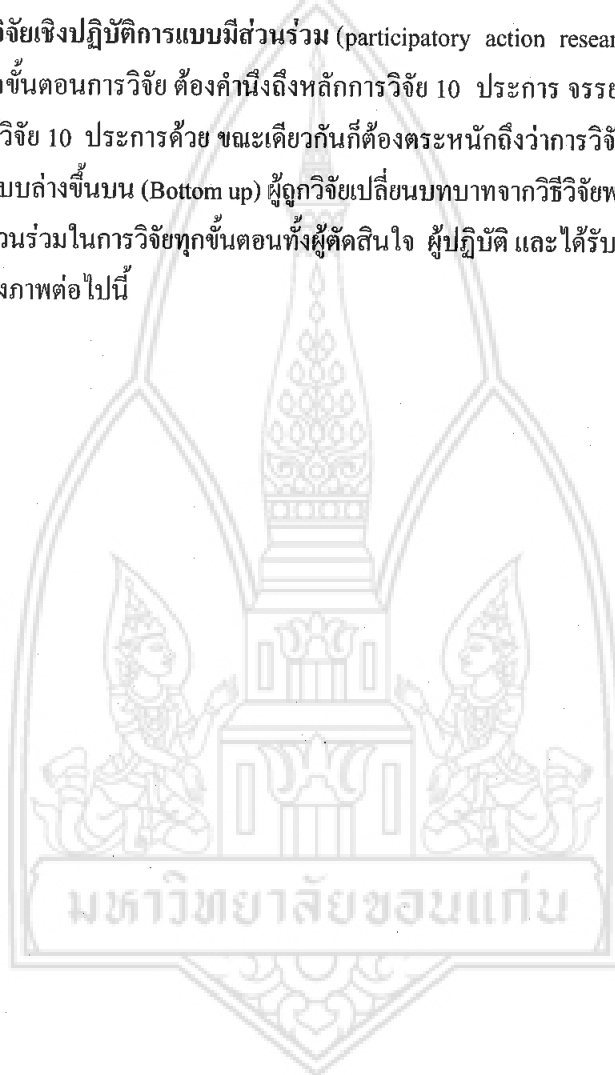 วิจัยเชิงปฏิบัติการแบบมีส่วนร่วม (participatory action resear
ขั้นตอนการวิจัย ต้องคำนึงถึงหลักการวิจัย 10 ประการ จรรย
วิจัย 10 ประการด้วย ขณะเดียวกันก็ต้องตระหนักถึงว่าการวิจั
บบล่างขึ้นบน (Bottom up) ผู้ถูกวิจัยเปลี่ยนบทบาทจากวิธีวิจัยพ
วนร่วมในการวิจัยทุกขั้นตอนทั้งผู้ตัดสินใจ ผู้ปฏิบัติ และได้รับ
งภาพต่อไปนี้
มหาวิทยาลัยขอนแก่น